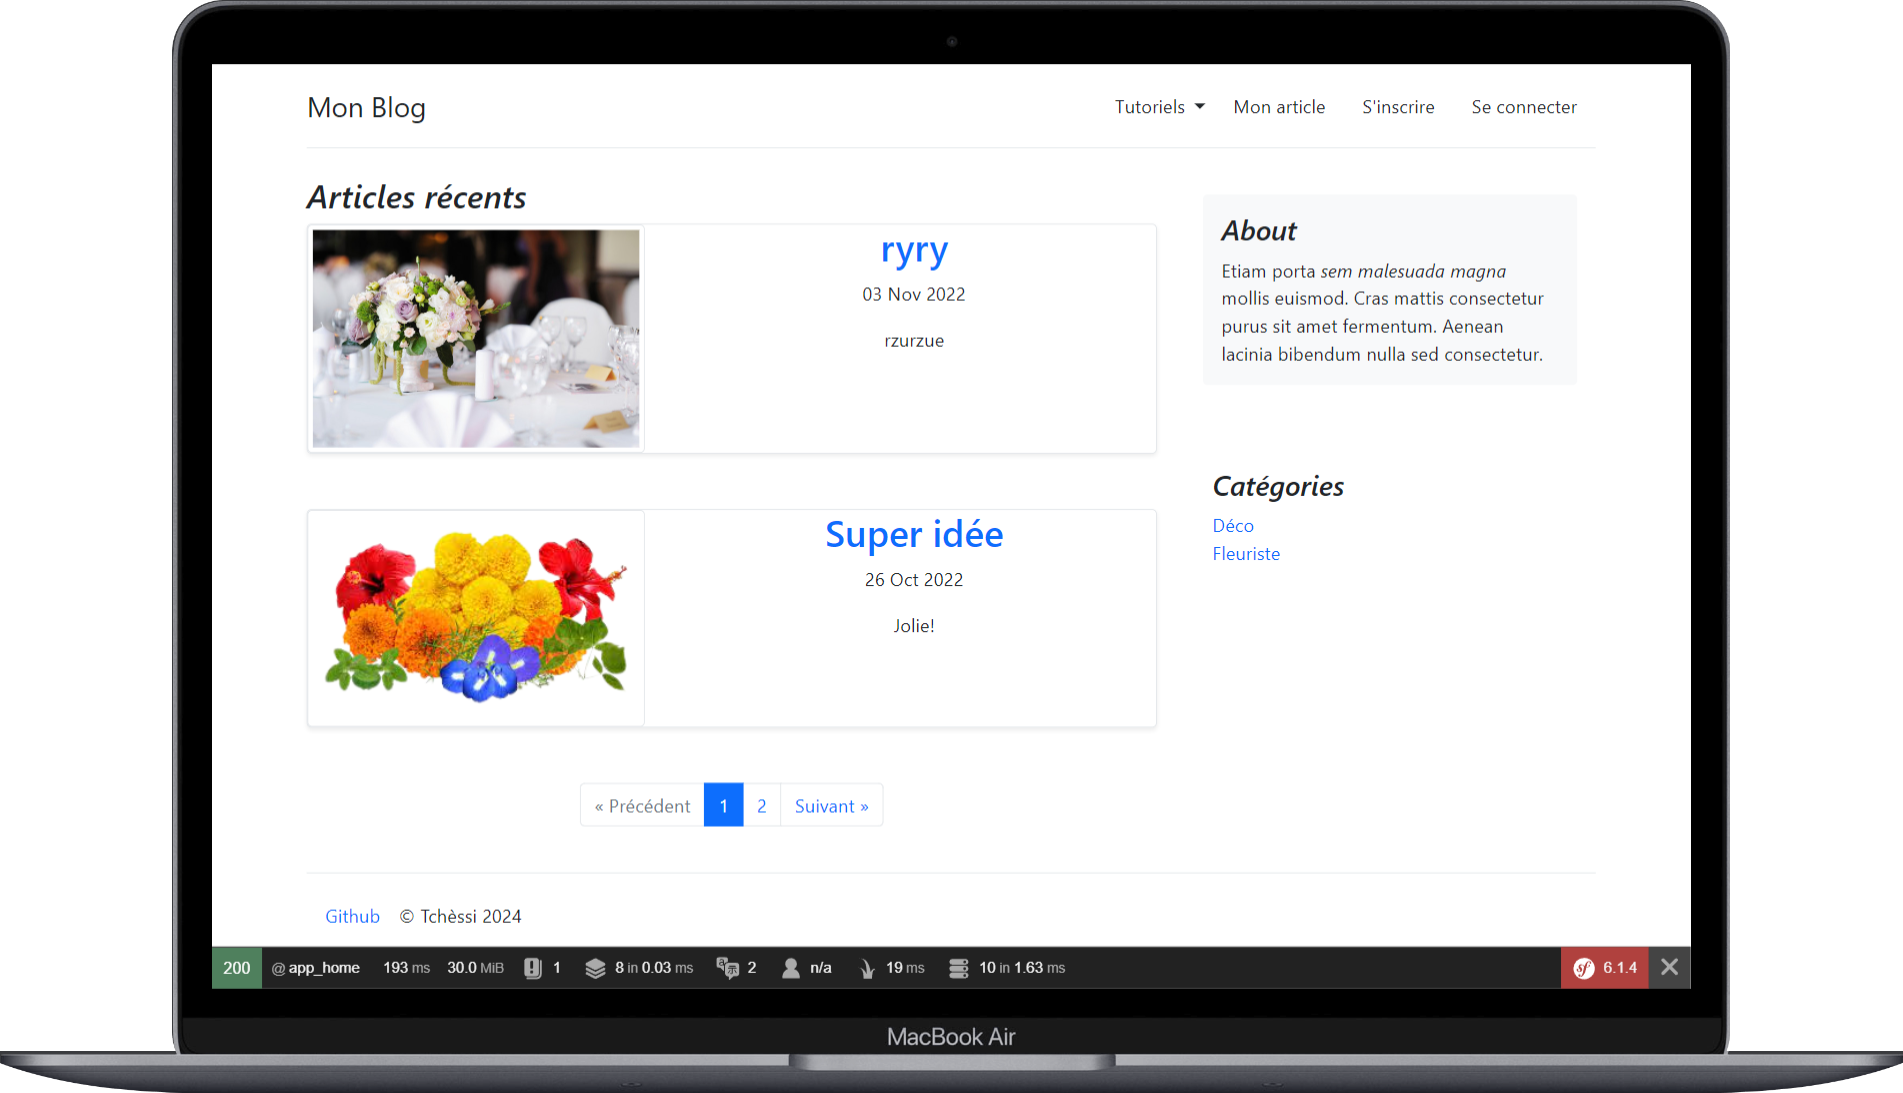 Mon Blog
Tutoriels Mon article S'inscrire Se connecter
Articles récents
ryry
03 Nov 2022
rzurzue
Super idée
26 Oct 2022
Jolie!
« Précédent 1 2 Suivant »
About
Etiam porta sem malesuada magna
mollis euismod. Cras mattis consectetur
purus sit amet fermentum. Aenean
lacinia bibendum nulla sed consectetur.
Catégories
Déco
Fleuriste
Github © Tchèssi 2024
200 @ app_home 193 ms 30.0 MiB 1 8 in 0.03 ms 2 n/a 19 ms 10 in 1.63 ms sf 6.1.4
MacBook Air